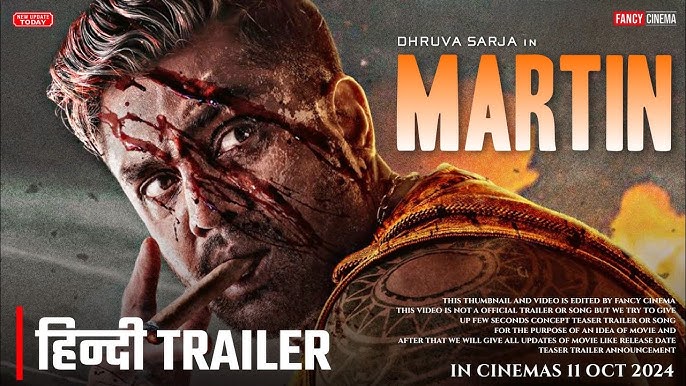 NEW UPDATE
TODAY
FANCY CINEMA
DHRUVA SARJA IN
MARTIN
THIS THUMBNAIL AND VIDEO IS EDITED BY FANCY CINEMA
THIS VIDEO IS NOT A OFFICIAL TRAILER OR SONG BUT WE TRY TO GIVE
UP FEW SECONDS CONCEPT TEASER TRAILER OR SONG
FOR THE PURPOSE OF AN IDEA OF MOVIE AND
AFTER THAT WE WILL GIVE ALL UPDATES OF MOVIE LIKE RELEASE DATE
TEASER TRAILER ANNOUNCEMENT
हिन्दी TRAILER
IN CINEMAS 11 OCT 2024